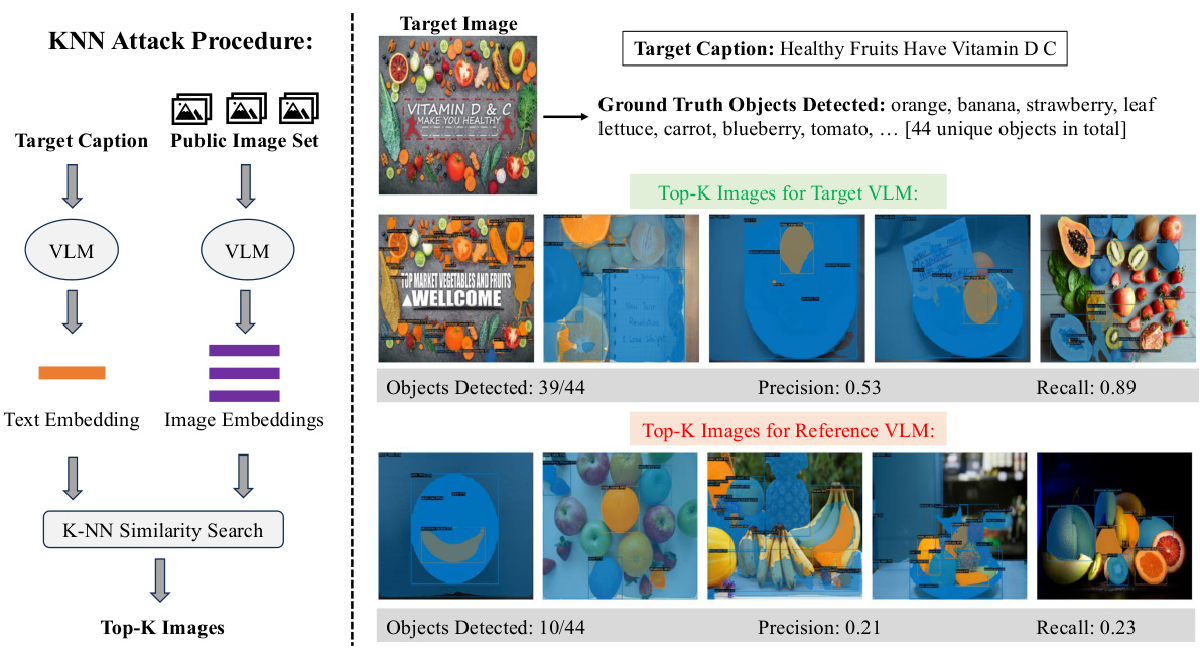 KNN Attack Procedure:
Target Caption
Public Image Set
VLM
VLM
Text Embedding
Image Embeddings
K-NN Similarity Search
Top-K Images
Target Image
VITAMIN D & C
MAKE YOU HEALTHY
Target Caption: Healthy Fruits Have Vitamin D C
Ground Truth Objects Detected: orange, banana, strawberry, leaf
lettuce, carrot, blueberry, tomato, … [44 unique objects in total]
Top-K Images for Target VLM:
TOP MARKET VEGETABLES AND FRUITS
WELLCOME
Objects Detected: 39/44
Precision: 0.53
Recall: 0.89
Top-K Images for Reference VLM:
Objects Detected: 10/44
Precision: 0.21
Recall: 0.23